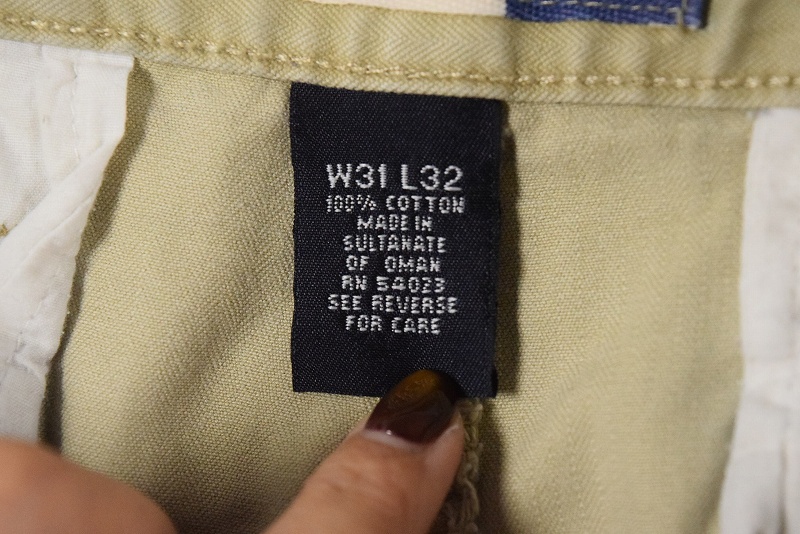 W31 L32
100% COTTON
MADE IN
SULTANATE
OF OMAN
RN 54023
SEE REVERSE
FOR CARE